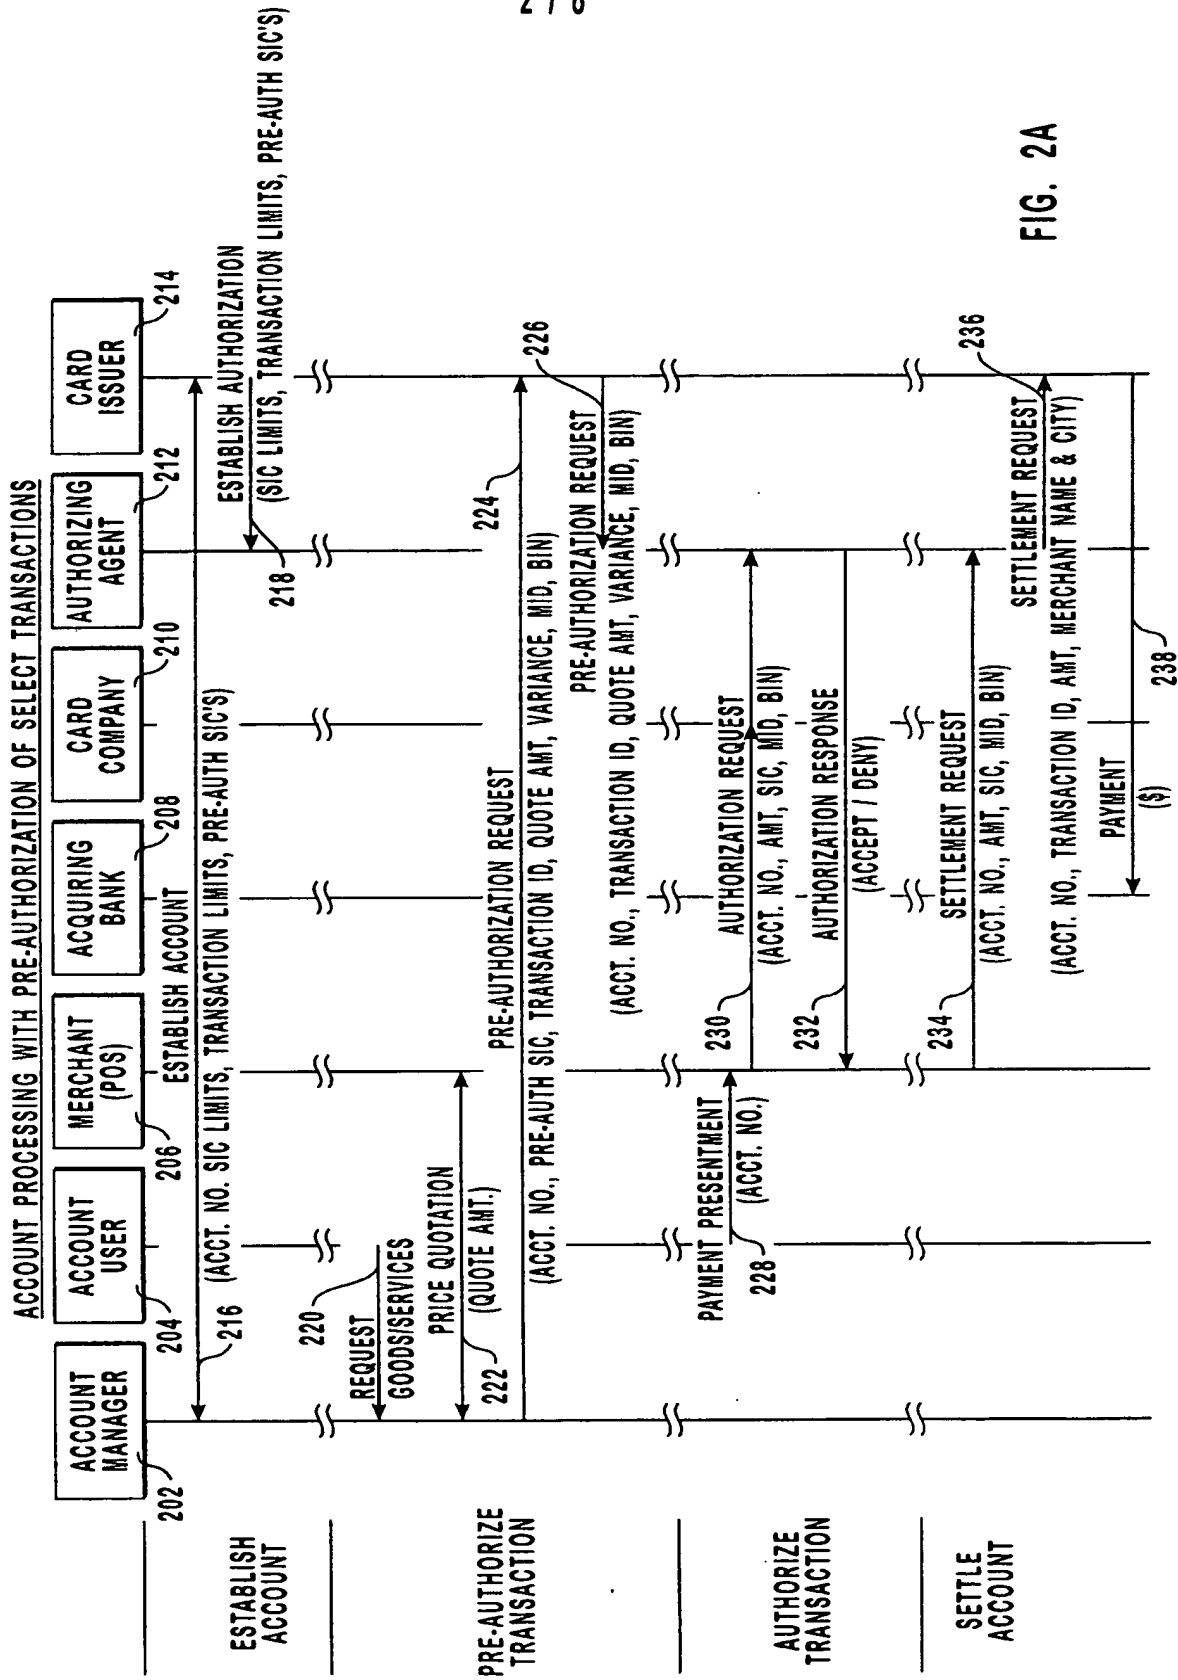 2 / 8
ACCOUNT PROCESSING WITH PRE-AUTHORIZATION OF SELECT TRANSACTIONS
ACCOUNT
MANAGER
202
ACCOUNT
USER
204
MERCHANT
(POS)
206
ACQUIRING
BANK
208
CARD
COMPANY
210
AUTHORIZING
AGENT
212
CARD
ISSUER
214
ESTABLISH
ACCOUNT
ESTABLISH ACCOUNT
216
(ACCT. NO. SIC LIMITS, TRANSACTION LIMITS, PRE-AUTH SIC'S)
ESTABLISH AUTHORIZATION
(SIC LIMITS, TRANSACTION LIMITS, PRE-AUTH SIC'S)
218
PRE-AUTHORIZE
TRANSACTION
220
REQUEST
GOODS/SERVICES
PRICE QUOTATION
(QUOTE AMT.)
222
PRE-AUTHORIZATION REQUEST
224
(ACCT. NO., PRE-AUTH SIC, TRANSACTION ID, QUOTE AMT, VARIANCE, MID, BIN)
226
PRE-AUTHORIZATION REQUEST
(ACCT. NO., TRANSACTION ID, QUOTE AMT, VARIANCE, MID, BIN)
AUTHORIZE
TRANSACTION
PAYMENT PRESENTMENT
(ACCT. NO.)
228
230
AUTHORIZATION REQUEST
(ACCT. NO., AMT, SIC, MID, BIN)
232
AUTHORIZATION RESPONSE
(ACCEPT / DENY)
SETTLE
ACCOUNT
234
SETTLEMENT REQUEST
(ACCT. NO., AMT, SIC, MID, BIN)
SETTLEMENT REQUEST
236
(ACCT. NO., TRANSACTION ID, AMT, MERCHANT NAME & CITY)
PAYMENT
($)
238
FIG. 2A